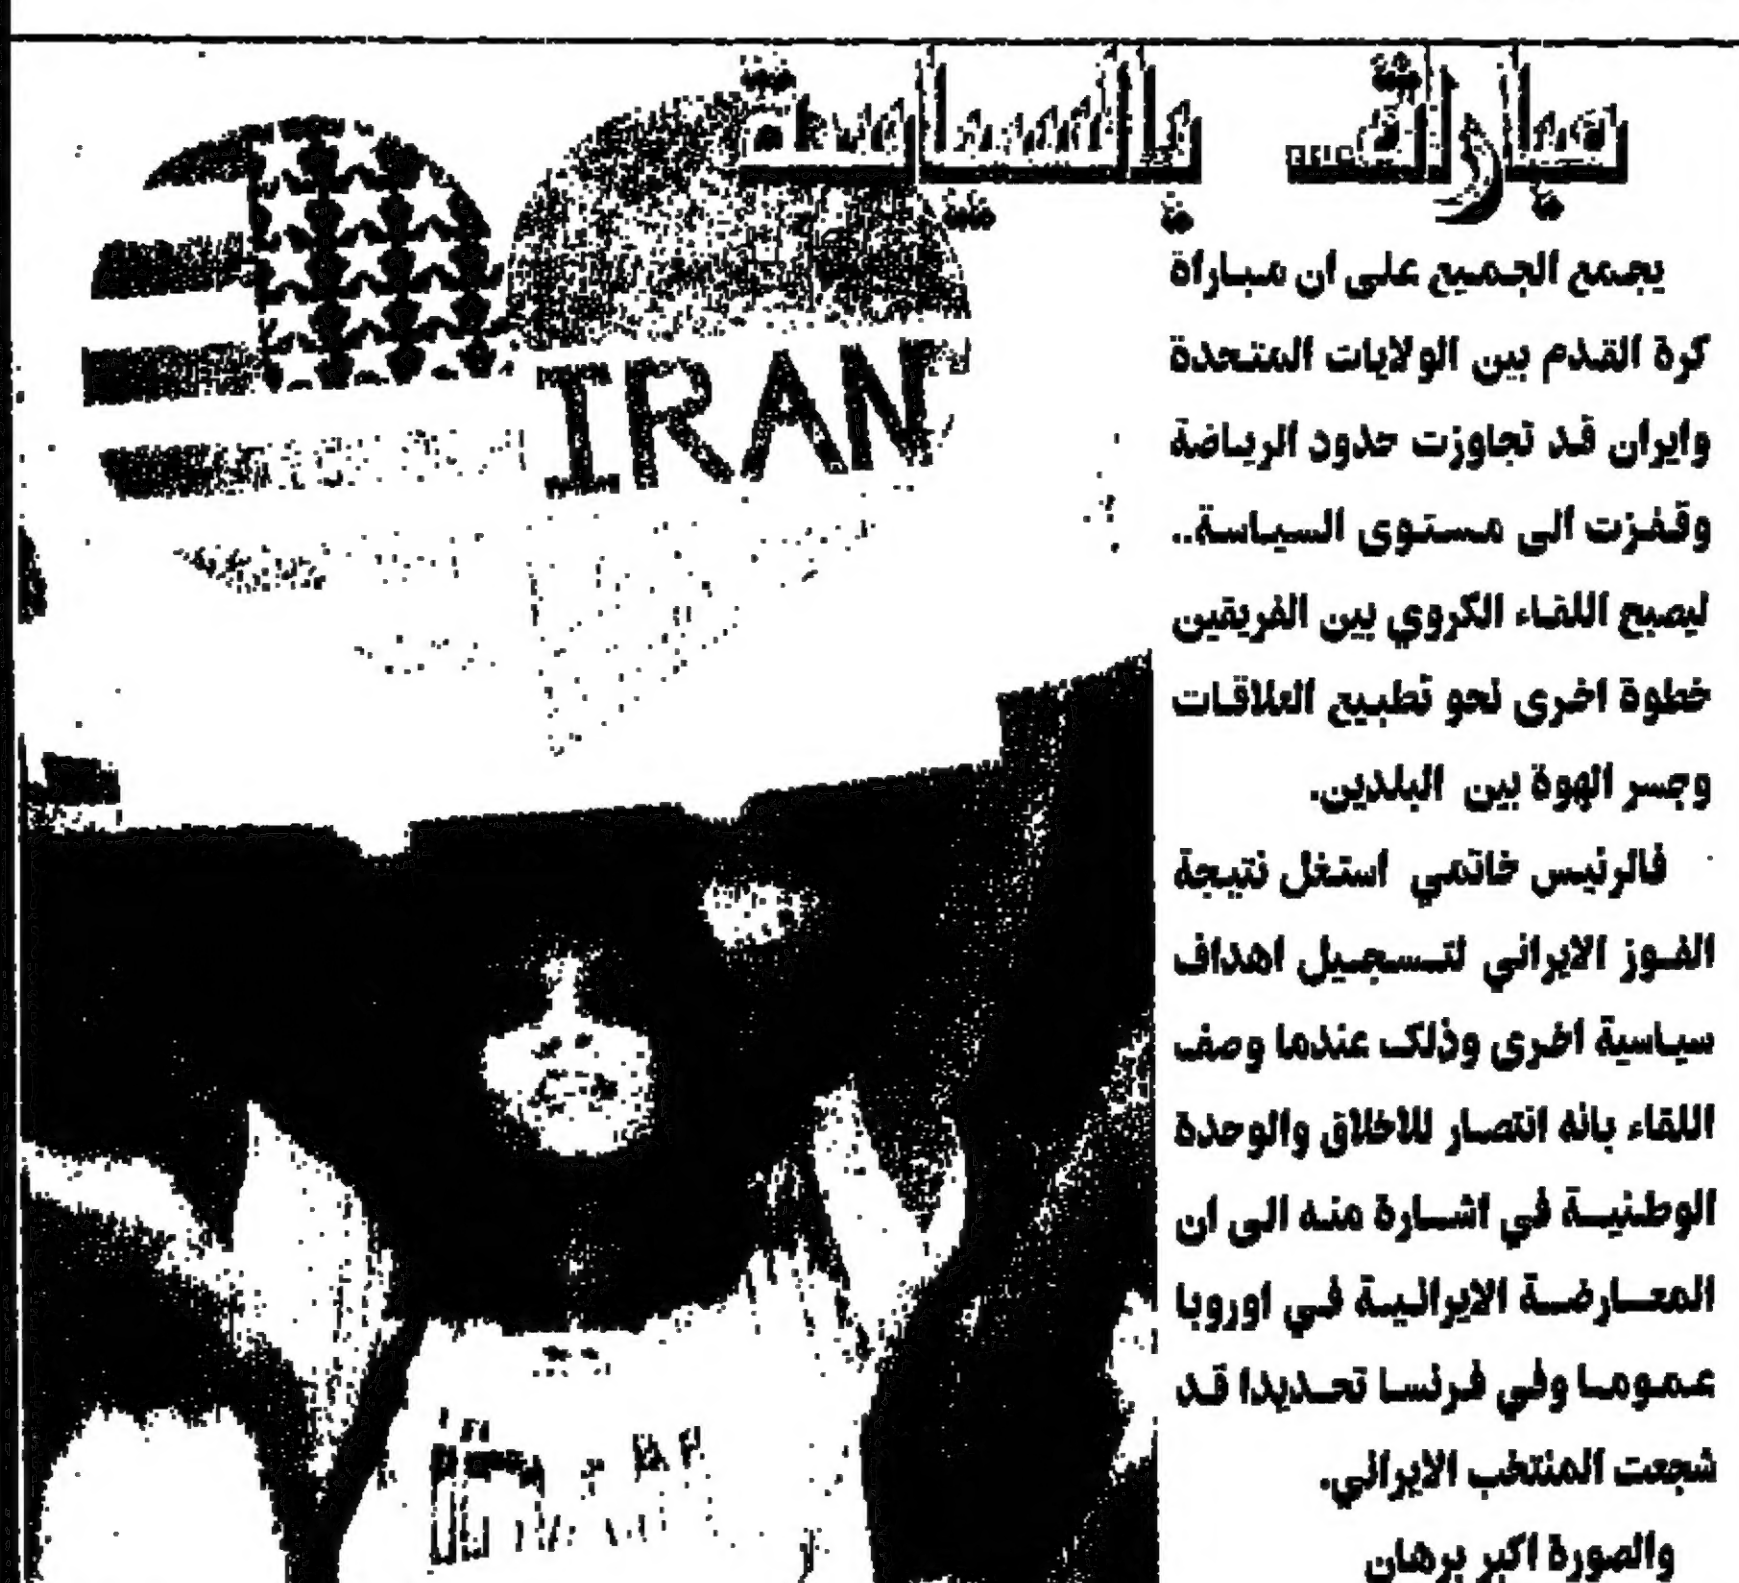 مباراة بالسياسة
يجمع الجميع على ان مباراة
كرة القدم بين الولايات المتحدة
وايران قد تجاوزت حدود الرياضة
وقفزت الى مستوى السياسة..
ليصبح اللقاء الكروي بين الفريقين
خطوة اخرى نحو تطبيع العلاقات
وجسر الهوة بين البلدين.
فالرئيس خاتمي استغل نتيجة
الفوز الايراني لتسجيل اهداف
سياسية اخرى وذلك عندما وصف
اللقاء بانه انتصار للاخلاق والوحدة
الوطنية في اشارة منه الى ان
المعارضة الايرانية في اوروبا
عموما وفي فرنسا تحديدا قد
شجعت المنتخب الايراني.
والصورة اكبر برهان
IRAN